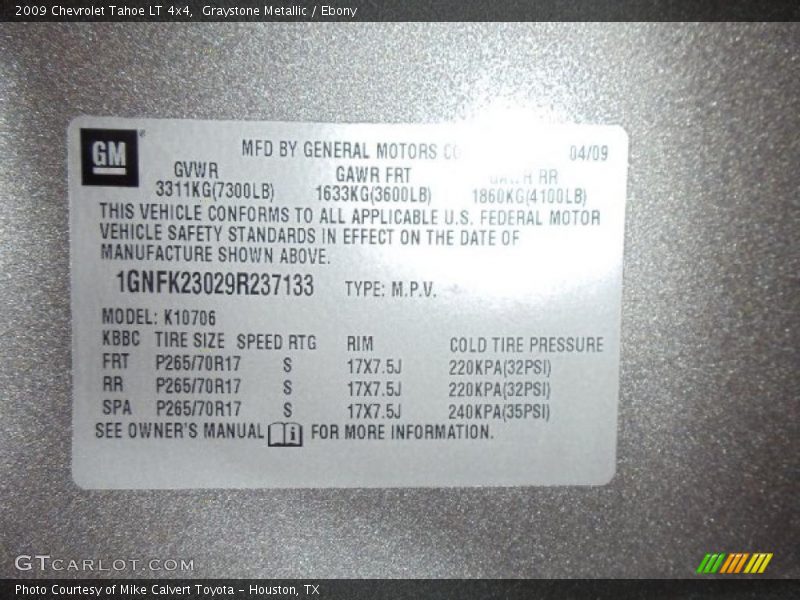 2009 Chevrolet Tahoe LT 4x4,  Graystone Metallic / Ebony
GM
MFD BY GENERAL MOTORS CO 04/09
GVWR GAWR FRT GAWR RR
3311KG(7300LB) 1633KG(3600LB) 1860KG(4100LB)
THIS VEHICLE CONFORMS TO ALL APPLICABLE U.S. FEDERAL MOTOR
VEHICLE SAFETY STANDARDS IN EFFECT ON THE DATE OF
MANUFACTURE SHOWN ABOVE.
1GNFK23029R237133 TYPE: M.P.V.
MODEL: K10706
KBBC TIRE SIZE SPEED RTG RIM COLD TIRE PRESSURE
FRT P265/70R17 S 17X7.5J 220KPA(32PSI)
RR P265/70R17 S 17X7.5J 220KPA(32PSI)
SPA P265/70R17 S 17X7.5J 240KPA(35PSI)
SEE OWNER'S MANUAL i FOR MORE INFORMATION.
GTCARLOT.COM
Photo Courtesy of Mike Calvert Toyota – Houston, TX